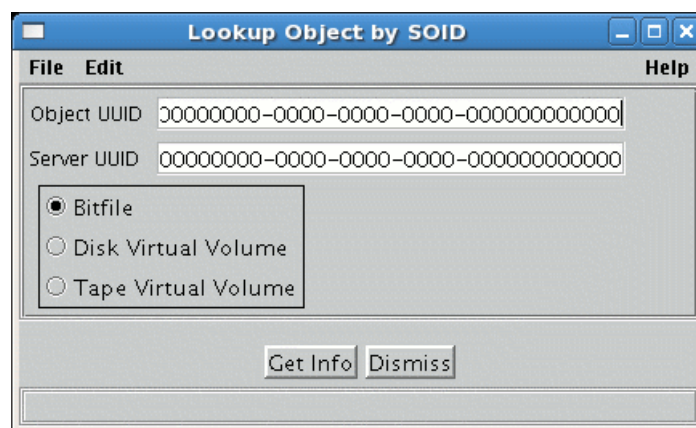 Lookup Object by SOID
File Edit Help
Object UUID 00000000-0000-0000-0000-000000000000
Server UUID 00000000-0000-0000-0000-000000000000
Bitfile
Disk Virtual Volume
Tape Virtual Volume
Get Info Dismiss